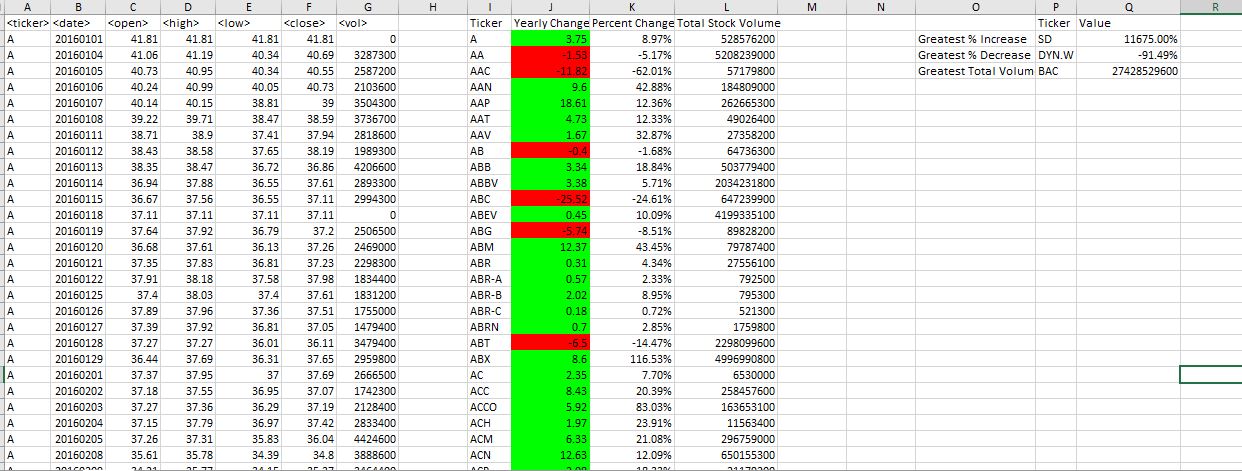 A B C D E F G H I J K L M N O P Q R
<ticker> <date> <open> <high> <low> <close> <vol> Ticker Yearly Change Percent Change Total Stock Volume Ticker Value
A 20160101 41.81 41.81 41.81 41.81 0 A 3.75 8.97% 528576200 Greatest % Increase SD 11675.00%
A 20160104 41.06 41.19 40.34 40.69 3287300 AA -1.53 -5.17% 5208239000 Greatest % Decrease DYN.W -91.49%
A 20160105 40.73 40.95 40.34 40.55 2587200 AAC -11.82 -62.01% 57179800 Greatest Total Volum BAC 27428529600
A 20160106 40.24 40.99 40.05 40.73 2103600 AAN 9.6 42.88% 184809000
A 20160107 40.14 40.15 38.81 39 3504300 AAP 18.61 12.36% 262665300
A 20160108 39.22 39.71 38.47 38.59 3736700 AAT 4.73 12.33% 49026400
A 20160111 38.71 38.9 37.41 37.94 2818600 AAV 1.67 32.87% 27358200
A 20160112 38.43 38.58 37.65 38.19 1989300 AB -0.4 -1.68% 64736300
A 20160113 38.35 38.47 36.72 36.86 4206600 ABB 3.34 18.84% 503779400
A 20160114 36.94 37.88 36.55 37.61 2893300 ABBV 3.38 5.71% 2034231800
A 20160115 36.67 37.56 36.55 37.11 2994300 ABC -25.52 -24.61% 647239900
A 20160118 37.11 37.11 37.11 37.11 0 ABEV 0.45 10.09% 4199335100
A 20160119 37.64 37.92 36.79 37.2 2506500 ABG -5.74 -8.51% 89828200
A 20160120 36.68 37.61 36.13 37.26 2469000 ABM 12.37 43.45% 79787400
A 20160121 37.35 37.83 36.81 37.23 2298300 ABR 0.31 4.34% 27556100
A 20160122 37.91 38.18 37.58 37.98 1834400 ABR-A 0.57 2.33% 792500
A 20160125 37.4 38.03 37.4 37.61 1831200 ABR-B 2.02 8.95% 795300
A 20160126 37.89 37.96 37.36 37.51 1755000 ABR-C 0.18 0.72% 521300
A 20160127 37.39 37.92 36.81 37.05 1479400 ABRN 0.7 2.85% 1759800
A 20160128 37.27 37.27 36.01 36.11 3479400 ABT -6.5 -14.47% 2298099600
A 20160129 36.44 37.69 36.31 37.65 2959800 ABX 8.6 116.53% 4996990800
A 20160201 37.37 37.95 37 37.69 2666500 AC 2.35 7.70% 6530000
A 20160202 37.18 37.55 36.95 37.07 1742300 ACC 8.43 20.39% 258457600
A 20160203 37.27 37.36 36.29 37.19 2128400 ACCO 5.92 83.03% 163653100
A 20160204 37.15 37.79 36.97 37.42 2833400 ACH 1.97 23.91% 11563400
A 20160205 37.26 37.31 35.83 36.04 4424600 ACM 6.33 21.08% 296759000
A 20160208 35.61 35.78 34.39 34.8 3888600 ACN 12.63 12.09% 650155300